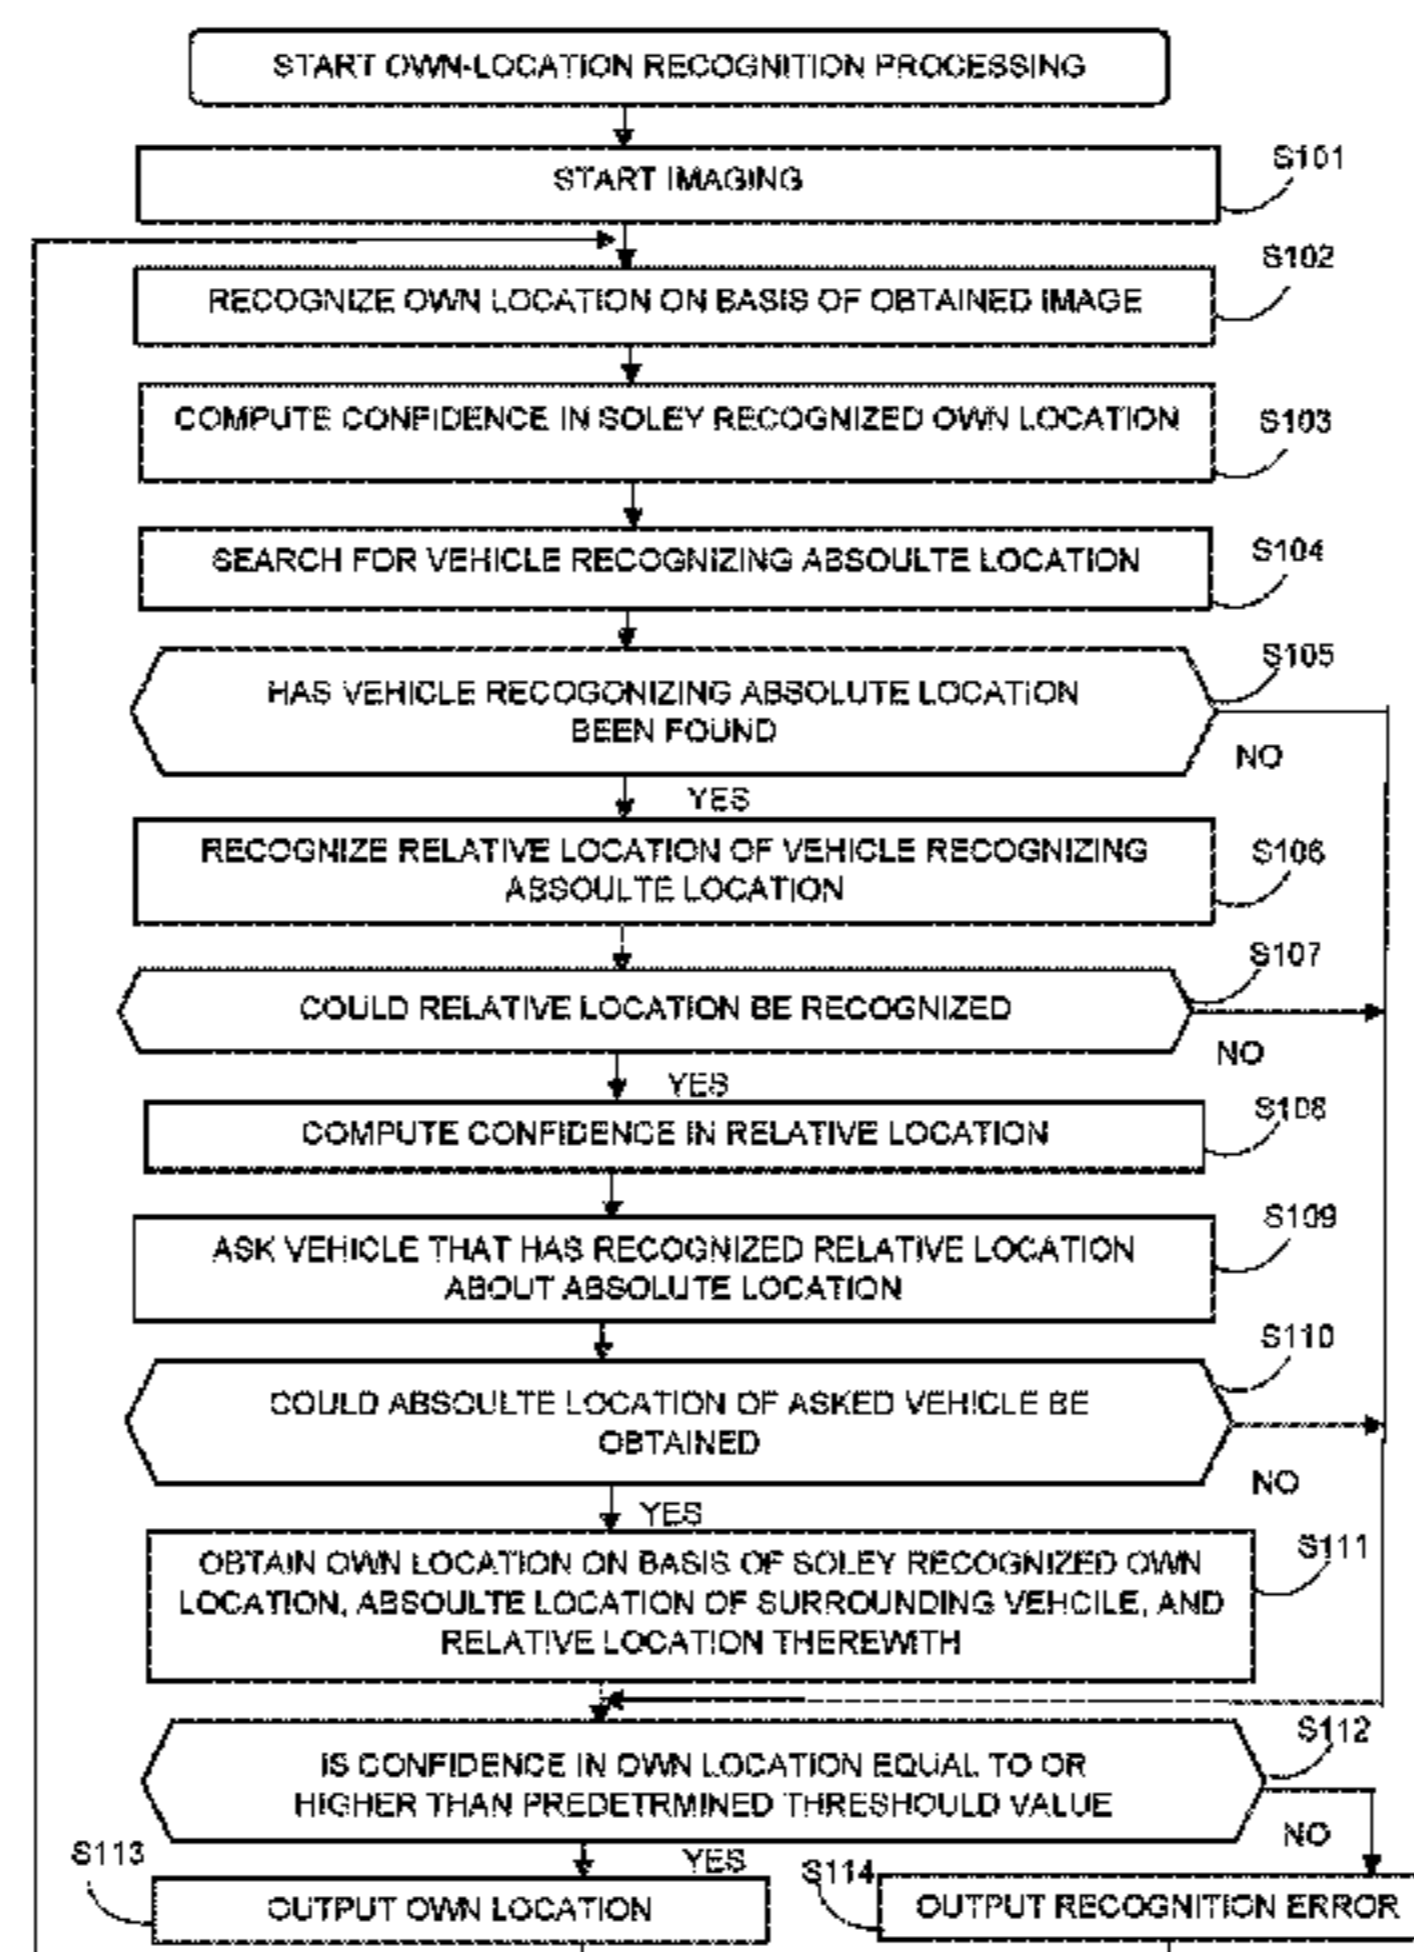 START OWN-LOCATION RECOGNITION PROCESSING
START IMAGING
S101
S102
RECOGNIZE OWN LOCATION ON BASIS OF OBTAINED IMAGE
COMPUTE CONFIDENCE IN SOLEY RECOGNIZED OWN LOCATION
S103
SEARCH FOR VEHICLE RECOGNIZING ABSOULTE LOCATION
S104
S105
HAS VEHICLE RECOGONIZING ABSOLUTE LOCATION
BEEN FOUND
NO
YES
RECOGNIZE RELATIVE LOCATION OF VEHICLE RECOGNIZING
ABSOULTE LOCATION
S106
S107
COULD RELATIVE LOCATION BE RECOGNIZED
NO
YES
S108
COMPUTE CONFIDENCE IN RELATIVE LOCATION
S109
ASK VEHICLE THAT HAS RECOGNIZED RELATIVE LOCATION
ABOUT ABSOLUTE LOCATION
S110
COULD ABSOULTE LOCATION OF ASKED VEHICLE BE
OBTAINED
NO
YES
S111
OBTAIN OWN LOCATION ON BASIS OF SOLEY RECOGNIZED OWN
LOCATION, ABSOULTE LOCATION OF SURROUNDING VEHCILE, AND
RELATIVE LOCATION THEREWITH
S112
IS CONFIDENCE IN OWN LOCATION EQUAL TO OR
HIGHER THAN PREDETRMINED THRESHOULD VALUE
NO
S113
YES
S114
OUTPUT OWN LOCATION
OUTPUT RECOGNITION ERROR